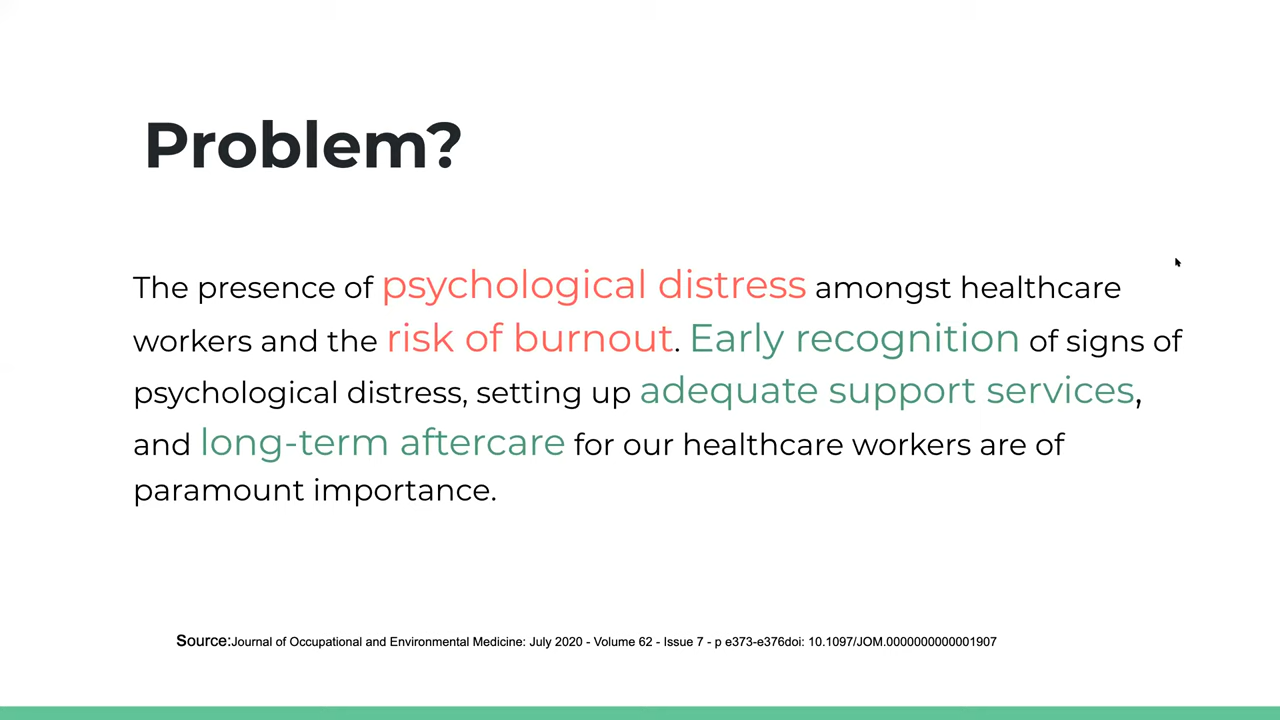 Problem?
The presence of psychological distress amongst healthcare
workers and the risk of burnout. Early recognition of signs of
psychological distress, setting up adequate support services,
and long-term aftercare for our healthcare workers are of
paramount importance.
Source:Journal of Occupational and Environmental Medicine: July 2020 - Volume 62 - Issue 7 - p e373-e376doi: 10.1097/JOM.0000000000001907